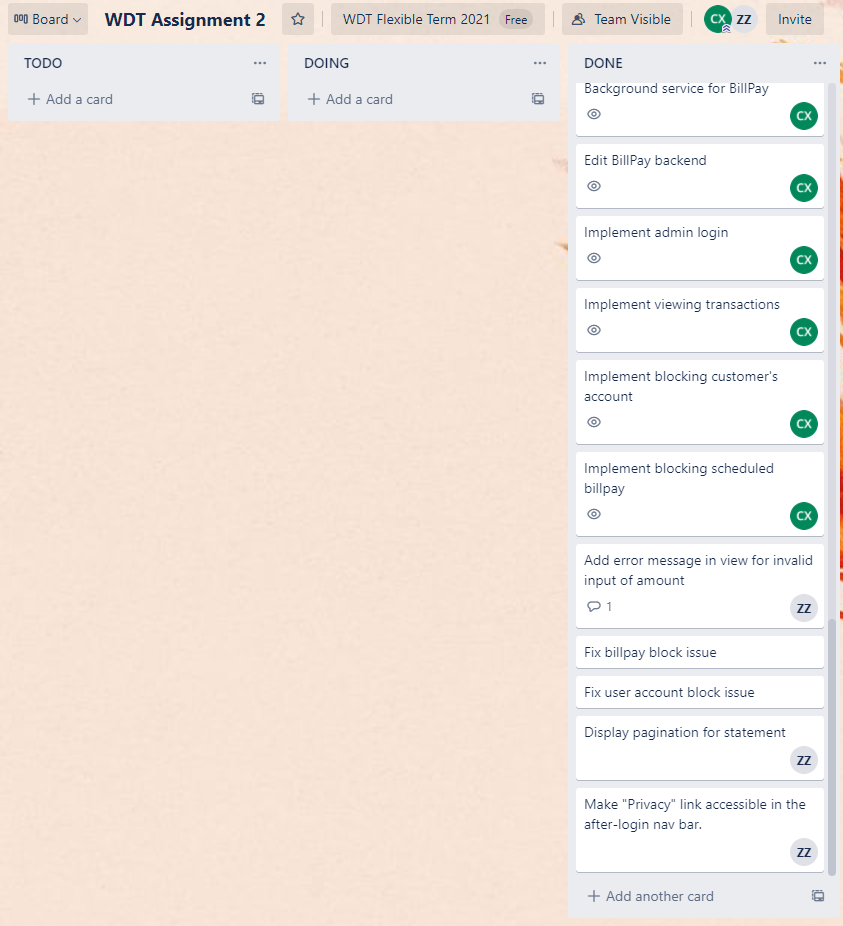 Board
WDT Assignment 2
WDT Flexible Term 2021 Free
Team Visible
CX ZZ
Invite
TODO
Add a card
DOING
Add a card
DONE
Background service for BillPay
CX
Edit BillPay backend
CX
Implement admin login
CX
Implement viewing transactions
CX
Implement blocking customer's
account
CX
Implement blocking scheduled
billpay
CX
Add error message in view for invalid
input of amount
1
ZZ
Fix billpay block issue
Fix user account block issue
Display pagination for statement
ZZ
Make "Privacy" link accessible in the
after-login nav bar.
ZZ
Add another card